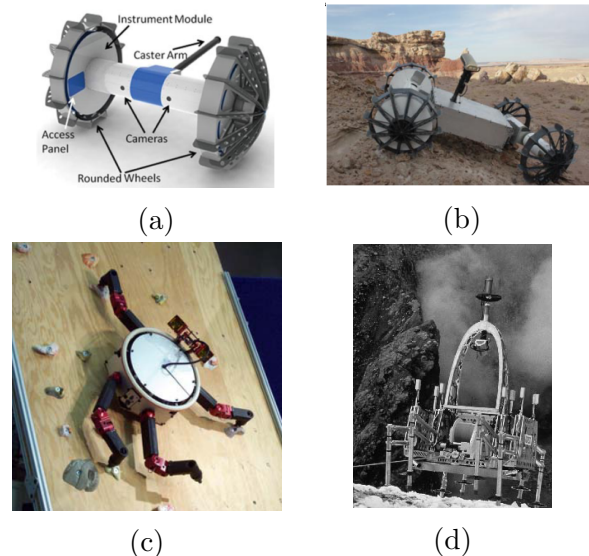 Instrument Module
Caster Arm
Access
Panel
Cameras
Rounded Wheels
(a)
(b)
(c)
(d)